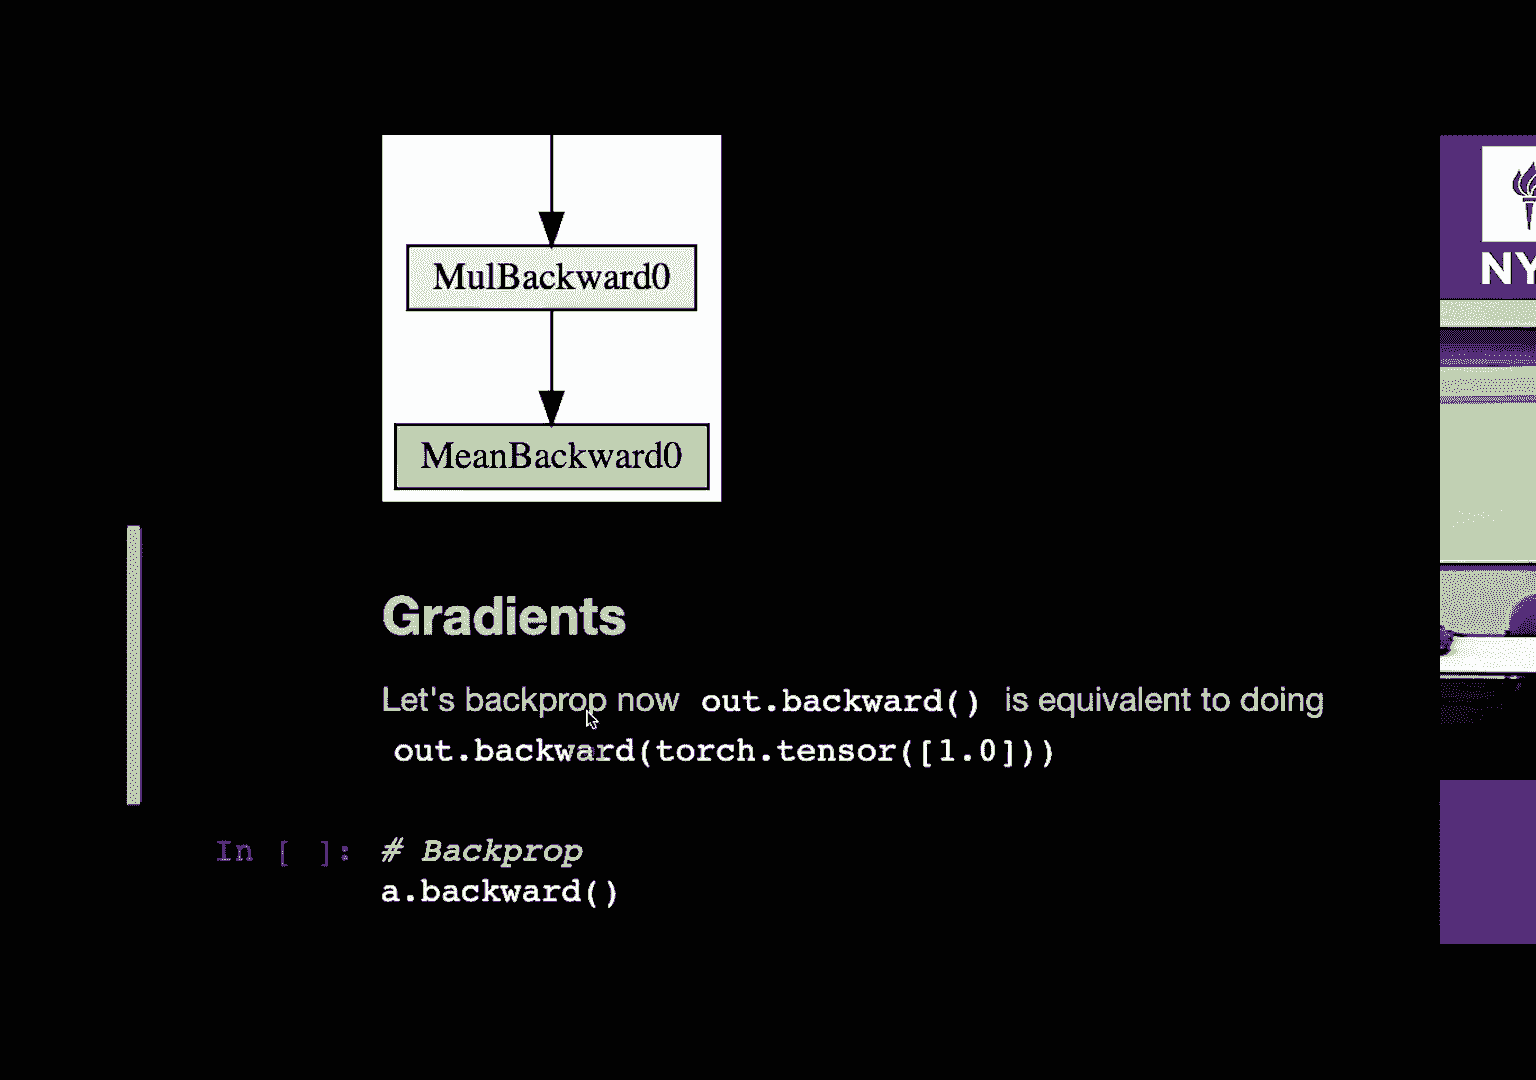 MulBackward0
MeanBackward0
NY
Gradients
Let's backprop now out.backward() is equivalent to doing
out.backward(torch.tensor([1.0]))
In [ ]: # Backprop
a.backward()